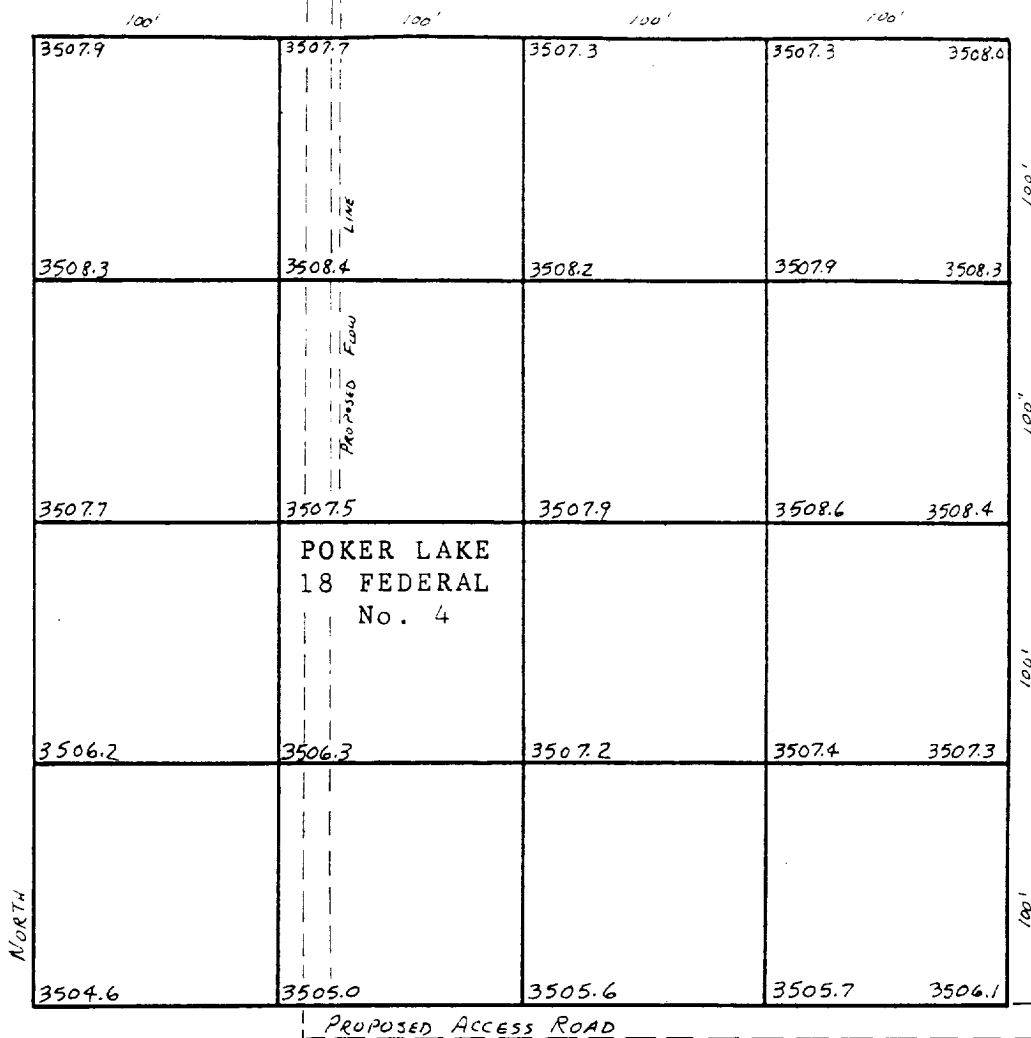 100' 100' 100' 100'
3507.9 3507.7 3507.3 3507.3 3508.0
100'
LINE
3508.3 3508.4 3508.2 3507.9 3508.3
PROPOSED FLOW
100'
3507.7 3507.5 3507.9 3508.6 3508.4
POKER LAKE
18 FEDERAL
No. 4
100'
3506.2 3506.3 3507.2 3507.4 3507.3
NORTH
100'
3504.6 3505.0 3505.6 3505.7 3506.1
PROPOSED ACCESS ROAD